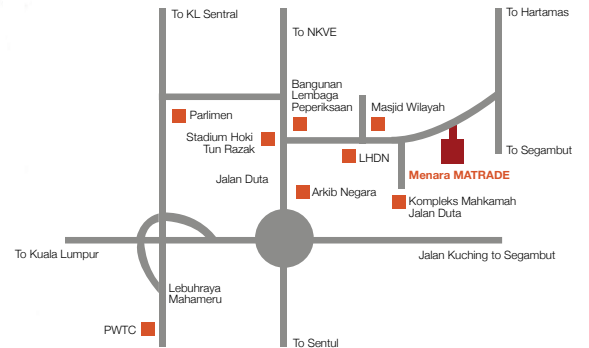 To KL Sentral
To NKVE
To Hartamas
Bangunan
Lembaga
Peperiksaan
Masjid Wilayah
Parlimen
Stadium Hoki
Tun Razak
LHDN
To Segambut
Menara MATRADE
Jalan Duta
Arkib Negara
Kompleks Mahkamah
Jalan Duta
To Kuala Lumpur
Jalan Kuching to Segambut
Lebuhraya
Mahameru
PWTC
To Sentul